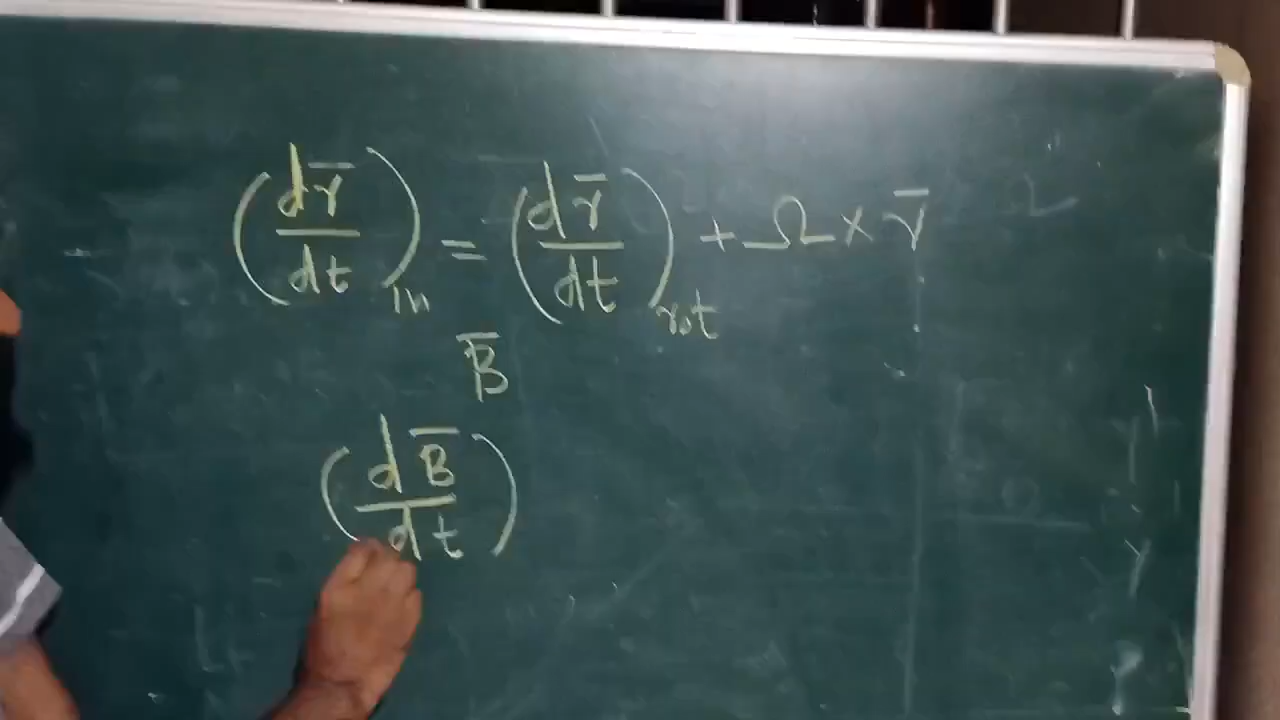 (dr̄/dt)in = (dr̄/dt)rot + Ω × r̄
B̄
(dB̄/dt)